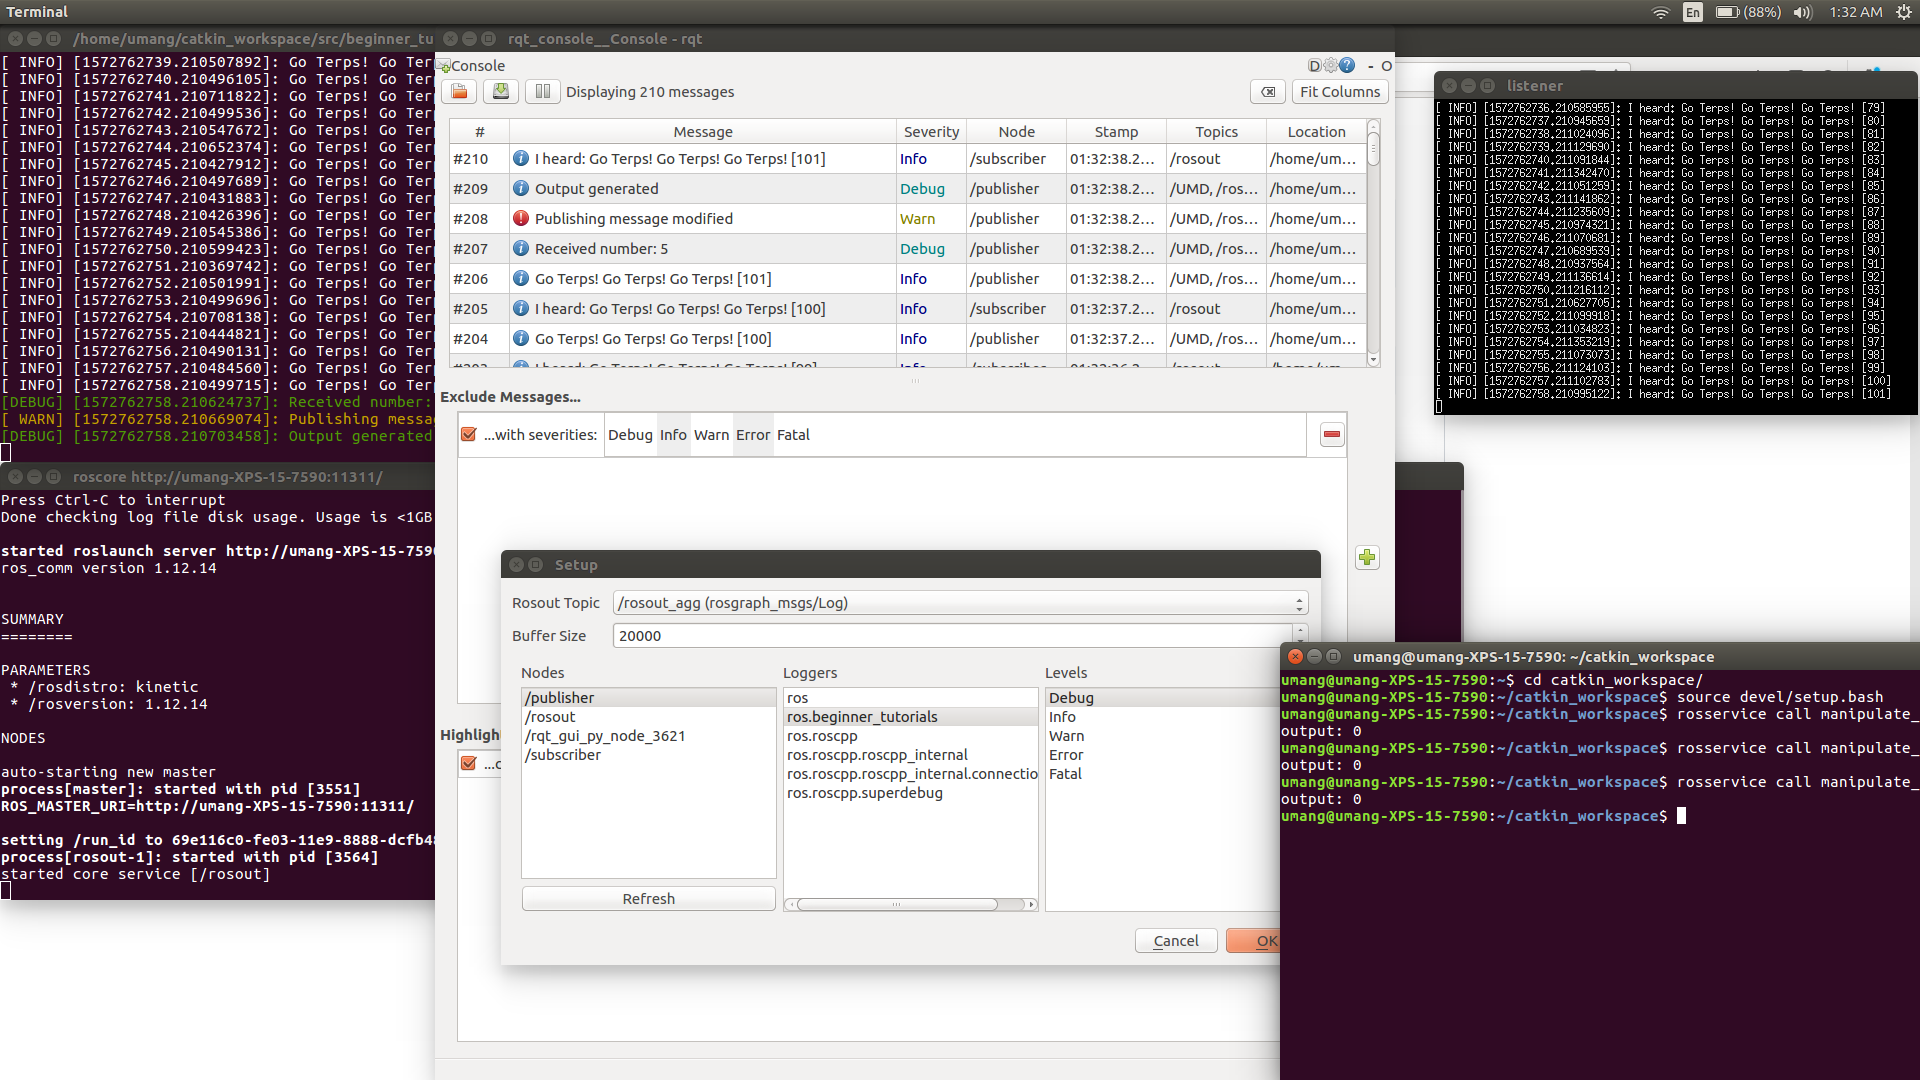 Terminal
En
(88%)
1:32 AM
/home/umang/catkin_workspace/src/beginner_tu
[ INFO] [1572762739.210507892]: Go Terps! Go Ter
[ INFO] [1572762740.210496105]: Go Terps! Go Ter
[ INFO] [1572762741.210711822]: Go Terps! Go Ter
[ INFO] [1572762742.210499536]: Go Terps! Go Ter
[ INFO] [1572762743.210547672]: Go Terps! Go Ter
[ INFO] [1572762744.210652374]: Go Terps! Go Ter
[ INFO] [1572762745.210427912]: Go Terps! Go Ter
[ INFO] [1572762746.210497689]: Go Terps! Go Ter
[ INFO] [1572762747.210431883]: Go Terps! Go Ter
[ INFO] [1572762748.210426396]: Go Terps! Go Ter
[ INFO] [1572762749.210545386]: Go Terps! Go Ter
[ INFO] [1572762750.210599423]: Go Terps! Go Ter
[ INFO] [1572762751.210369742]: Go Terps! Go Ter
[ INFO] [1572762752.210501991]: Go Terps! Go Ter
[ INFO] [1572762753.210499696]: Go Terps! Go Ter
[ INFO] [1572762754.210708138]: Go Terps! Go Ter
[ INFO] [1572762755.210444821]: Go Terps! Go Ter
[ INFO] [1572762756.210490131]: Go Terps! Go Ter
[ INFO] [1572762757.210484560]: Go Terps! Go Ter
[ INFO] [1572762758.210499715]: Go Terps! Go Ter
[DEBUG] [1572762758.210624737]: Received number:
[ WARN] [1572762758.210669074]: Publishing messa
[DEBUG] [1572762758.210703458]: Output generated
roscore http://umang-XPS-15-7590:11311/
Press Ctrl-C to interrupt
Done checking log file disk usage. Usage is <1GB
started roslaunch server http://umang-XPS-15-759
ros_comm version 1.12.14
SUMMARY
========
PARAMETERS
* /rosdistro: kinetic
* /rosversion: 1.12.14
NODES
auto-starting new master
process[master]: started with pid [3551]
ROS_MASTER_URI=http://umang-XPS-15-7590:11311/
setting /run_id to 69e116c0-fe03-11e9-8888-dcfb48
process[rosout-1]: started with pid [3564]
started core service [/rosout]
rqt_console__Console - rqt
Console
D
- O
Displaying 210 messages
Fit Columns
# Message Severity Node Stamp Topics Location
#210 I heard: Go Terps! Go Terps! Go Terps! [101] Info /subscriber 01:32:38.2... /rosout /home/um...
#209 Output generated Debug /publisher 01:32:38.2... /UMD, /ros... /home/um...
#208 Publishing message modified Warn /publisher 01:32:38.2... /UMD, /ros... /home/um...
#207 Received number: 5 Debug /publisher 01:32:38.2... /UMD, /ros... /home/um...
#206 Go Terps! Go Terps! Go Terps! [101] Info /publisher 01:32:38.2... /UMD, /ros... /home/um...
#205 I heard: Go Terps! Go Terps! Go Terps! [100] Info /subscriber 01:32:37.2... /rosout /home/um...
#204 Go Terps! Go Terps! Go Terps! [100] Info /publisher 01:32:37.2... /UMD, /ros... /home/um...
Exclude Messages...
...with severities: Debug Info Warn Error Fatal
Highligh
...c
Setup
Rosout Topic /rosout_agg (rosgraph_msgs/Log)
Buffer Size 20000
Nodes
/publisher
/rosout
/rqt_gui_py_node_3621
/subscriber
Refresh
Loggers
ros
ros.beginner_tutorials
ros.roscpp
ros.roscpp.roscpp_internal
ros.roscpp.roscpp_internal.connectio
ros.roscpp.superdebug
Levels
Debug
Info
Warn
Error
Fatal
Cancel
OK
listener
[ INFO] [1572762736.210585955]: I heard: Go Terps! Go Terps! Go Terps! [79]
[ INFO] [1572762737.210945659]: I heard: Go Terps! Go Terps! Go Terps! [80]
[ INFO] [1572762738.211024096]: I heard: Go Terps! Go Terps! Go Terps! [81]
[ INFO] [1572762739.211129690]: I heard: Go Terps! Go Terps! Go Terps! [82]
[ INFO] [1572762740.211091844]: I heard: Go Terps! Go Terps! Go Terps! [83]
[ INFO] [1572762741.211342470]: I heard: Go Terps! Go Terps! Go Terps! [84]
[ INFO] [1572762742.211051259]: I heard: Go Terps! Go Terps! Go Terps! [85]
[ INFO] [1572762743.211141862]: I heard: Go Terps! Go Terps! Go Terps! [86]
[ INFO] [1572762744.211235609]: I heard: Go Terps! Go Terps! Go Terps! [87]
[ INFO] [1572762745.210974321]: I heard: Go Terps! Go Terps! Go Terps! [88]
[ INFO] [1572762746.211070681]: I heard: Go Terps! Go Terps! Go Terps! [89]
[ INFO] [1572762747.210689539]: I heard: Go Terps! Go Terps! Go Terps! [90]
[ INFO] [1572762748.210937564]: I heard: Go Terps! Go Terps! Go Terps! [91]
[ INFO] [1572762749.211136614]: I heard: Go Terps! Go Terps! Go Terps! [92]
[ INFO] [1572762750.211216112]: I heard: Go Terps! Go Terps! Go Terps! [93]
[ INFO] [1572762751.210627705]: I heard: Go Terps! Go Terps! Go Terps! [94]
[ INFO] [1572762752.211099918]: I heard: Go Terps! Go Terps! Go Terps! [95]
[ INFO] [1572762753.211034823]: I heard: Go Terps! Go Terps! Go Terps! [96]
[ INFO] [1572762754.211353219]: I heard: Go Terps! Go Terps! Go Terps! [97]
[ INFO] [1572762755.211073073]: I heard: Go Terps! Go Terps! Go Terps! [98]
[ INFO] [1572762756.211124103]: I heard: Go Terps! Go Terps! Go Terps! [99]
[ INFO] [1572762757.211102783]: I heard: Go Terps! Go Terps! Go Terps! [100]
[ INFO] [1572762758.210995122]: I heard: Go Terps! Go Terps! Go Terps! [101]
umang@umang-XPS-15-7590: ~/catkin_workspace
umang@umang-XPS-15-7590:~$ cd catkin_workspace/
umang@umang-XPS-15-7590:~/catkin_workspace$ source devel/setup.bash
umang@umang-XPS-15-7590:~/catkin_workspace$ rosservice call manipulate_
output: 0
umang@umang-XPS-15-7590:~/catkin_workspace$ rosservice call manipulate_
output: 0
umang@umang-XPS-15-7590:~/catkin_workspace$ rosservice call manipulate_
output: 0
umang@umang-XPS-15-7590:~/catkin_workspace$